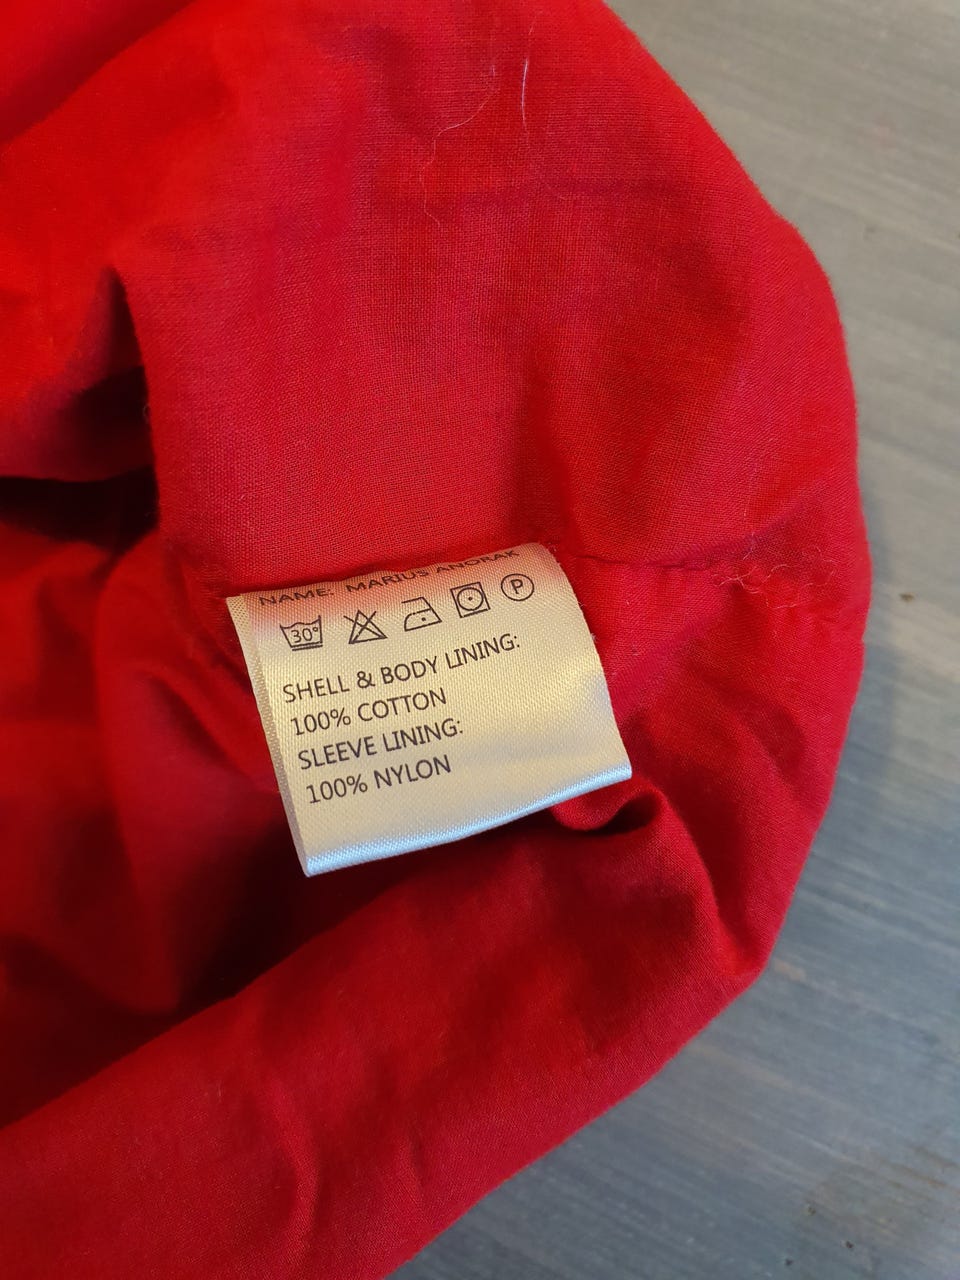 NAME: MARIUS ANORAK
30° P
SHELL & BODY LINING:
100% COTTON
SLEEVE LINING:
100% NYLON